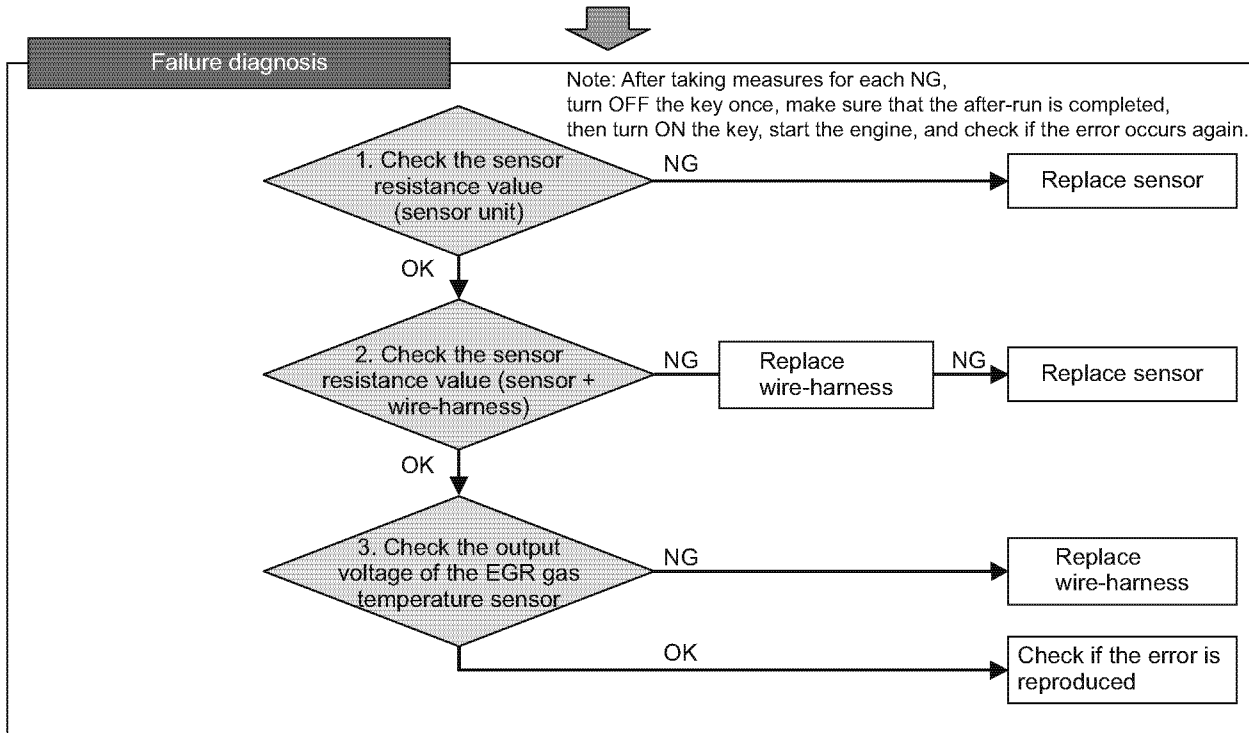 Failure diagnosis
Note: After taking measures for each NG,
turn OFF the key once, make sure that the after-run is completed,
then turn ON the key, start the engine, and check if the error occurs again.
1. Check the sensor
resistance value
(sensor unit)
NG
Replace sensor
OK
2. Check the sensor
resistance value (sensor +
wire-harness)
NG
Replace
wire-harness
NG
Replace sensor
OK
3. Check the output
voltage of the EGR gas
temperature sensor
NG
Replace
wire-harness
OK
Check if the error is
reproduced